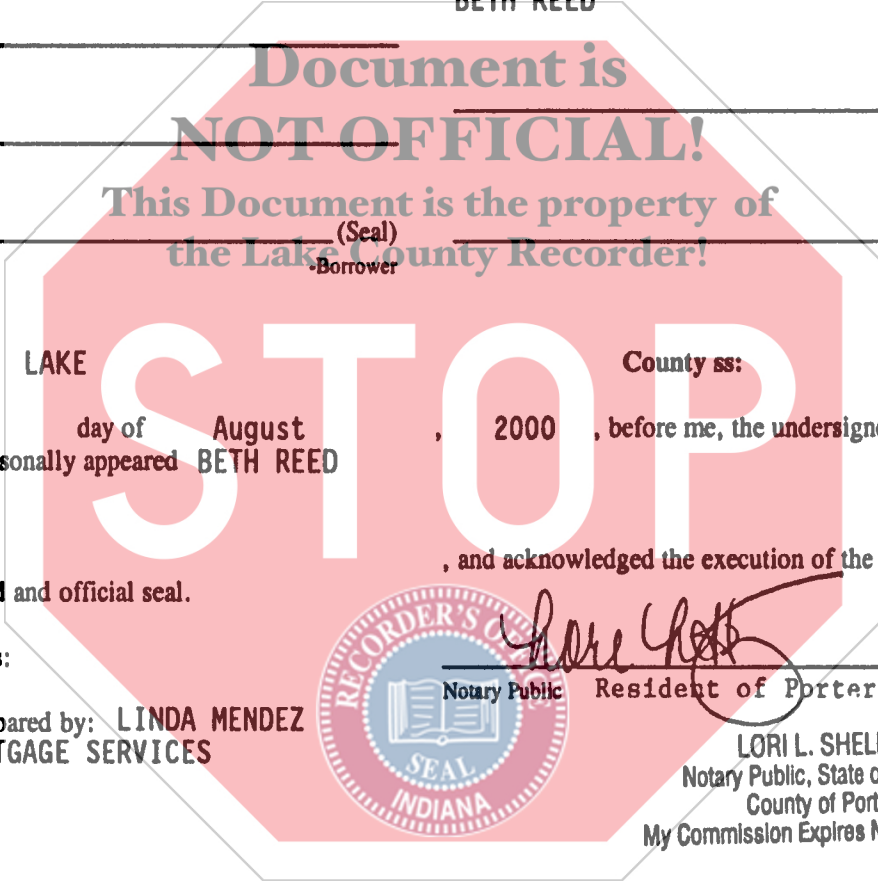 BETH REED
Document is
NOT OFFICIAL!
This Document is the property of
the Lake County Recorder!
(Seal)
-Borrower
LAKE County ss:
day of August , 2000 , before me, the undersigne
sonally appeared BETH REED
, and acknowledged the execution of the
and official seal.
s:
Notary Public Resident of Porter
pared by: LINDA MENDEZ
TGAGE SERVICES
LORI L. SHEL
Notary Public, State o
County of Port
My Commission Expires N
STOP
RECORDER'S OFFICE
SEAL
INDIANA